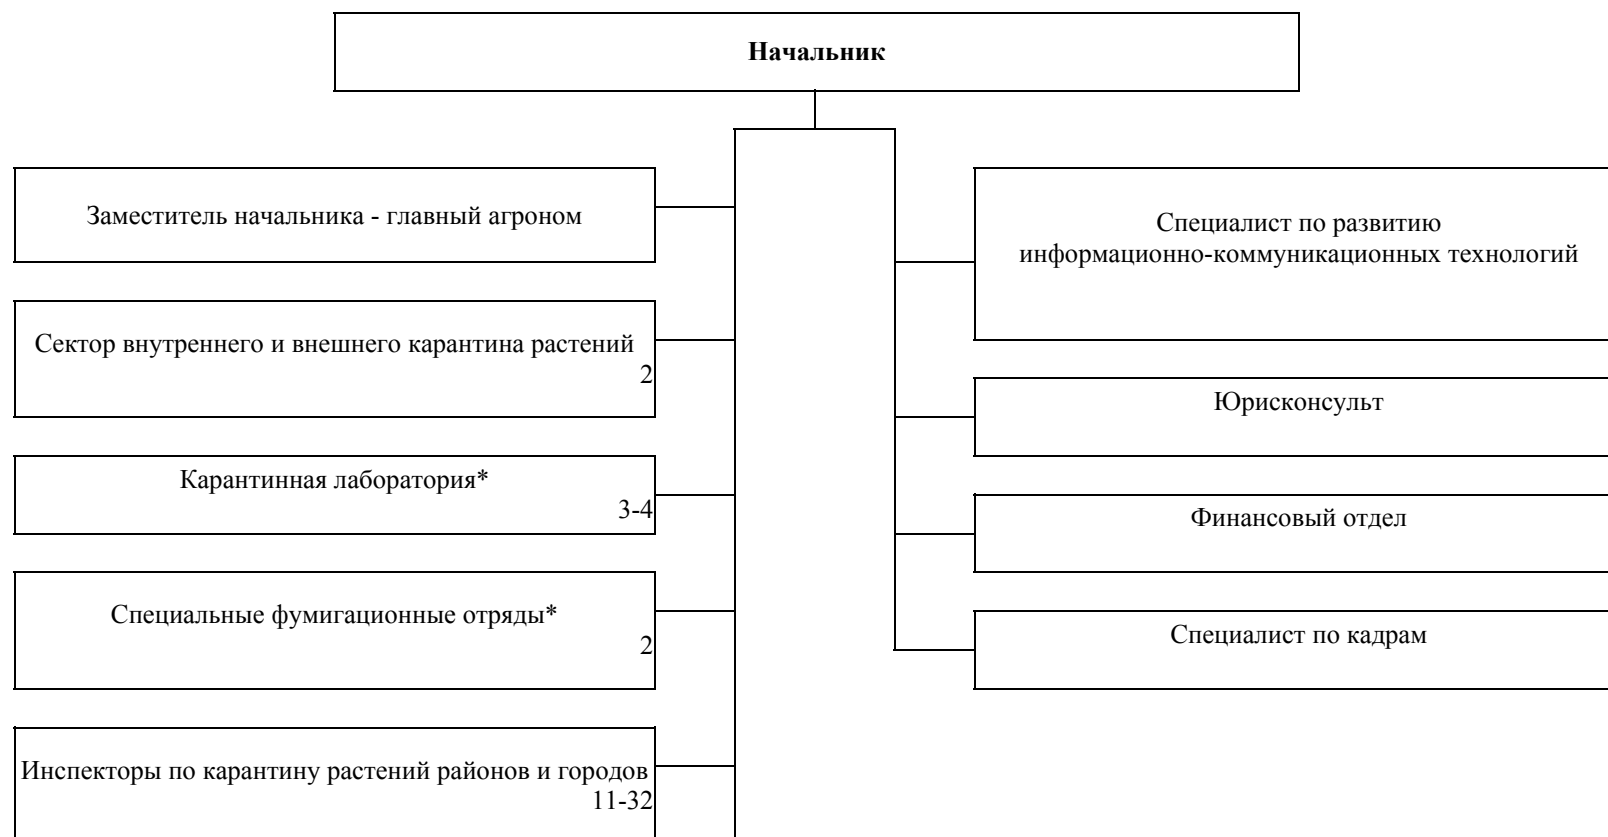 Начальник
Заместитель начальника - главный агроном
Сектор внутреннего и внешнего карантина растений
2
Карантинная лаборатория*
3-4
Специальные фумигационные отряды*
2
Инспекторы по карантину растений районов и городов
11-32
Специалист по развитию
информационно-коммуникационных технологий
Юрисконсульт
Финансовый отдел
Специалист по кадрам